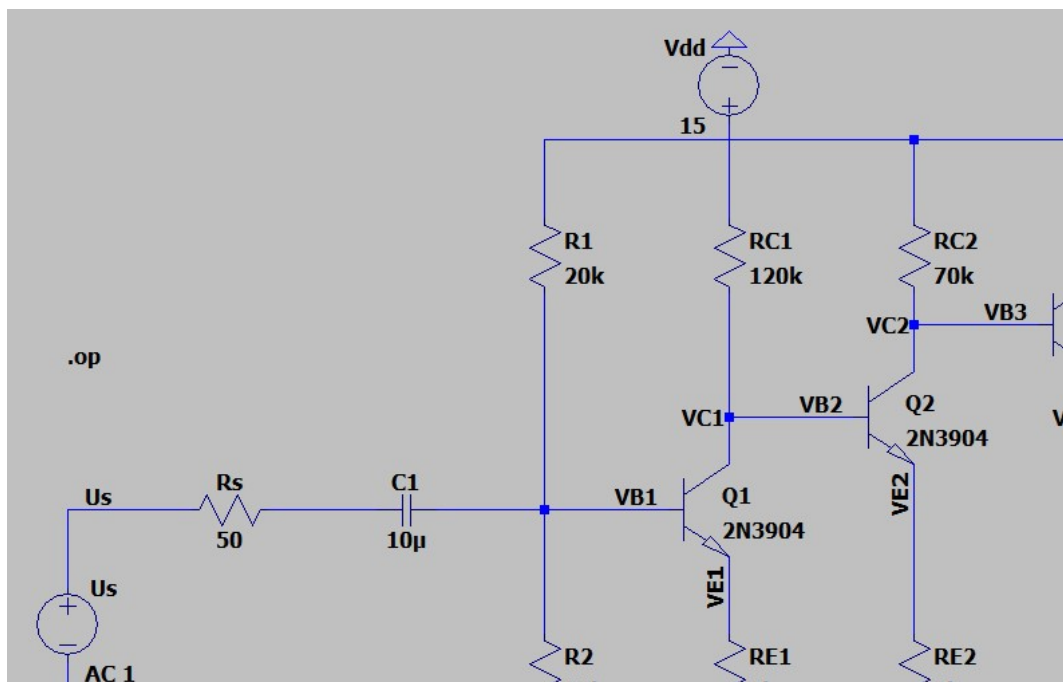 Vdd
15
R1
20k
RC1
120k
RC2
70k
VC2
VB3
.op
VC1
VB2
Q2
2N3904
VE2
Us
Rs
50
C1
10µ
VB1
Q1
2N3904
VE1
Us
AC 1
R2
RE1
RE2